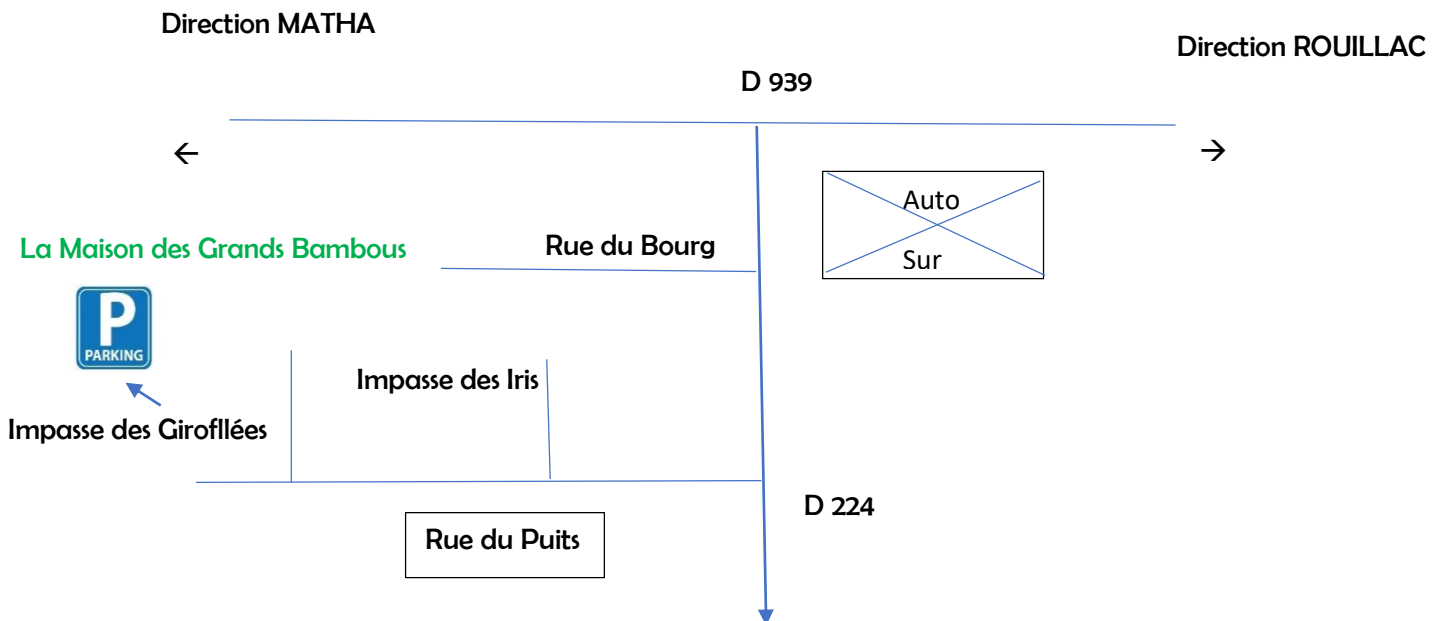 Direction MATHA
Direction ROUILLAC
D 939
←
→
Auto
Sur
La Maison des Grands Bambous
Rue du Bourg
P
PARKING
Impasse des Iris
Impasse des Girofllées
D 224
Rue du Puits